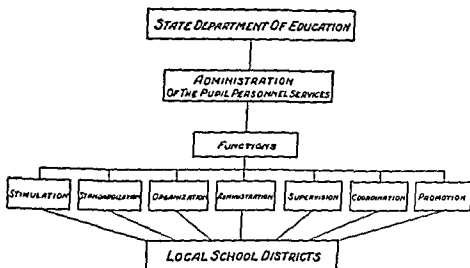 STATE DEPARTMENT OF EDUCATION
ADMINISTRATION
OF THE PUPIL PERSONNEL SERVICES
FUNCTIONS
STIMULATION STANDARDIZATION ORGANIZATION ADMINISTRATION SUPERVISION COORDINATION PROMOTION
LOCAL SCHOOL DISTRICTS